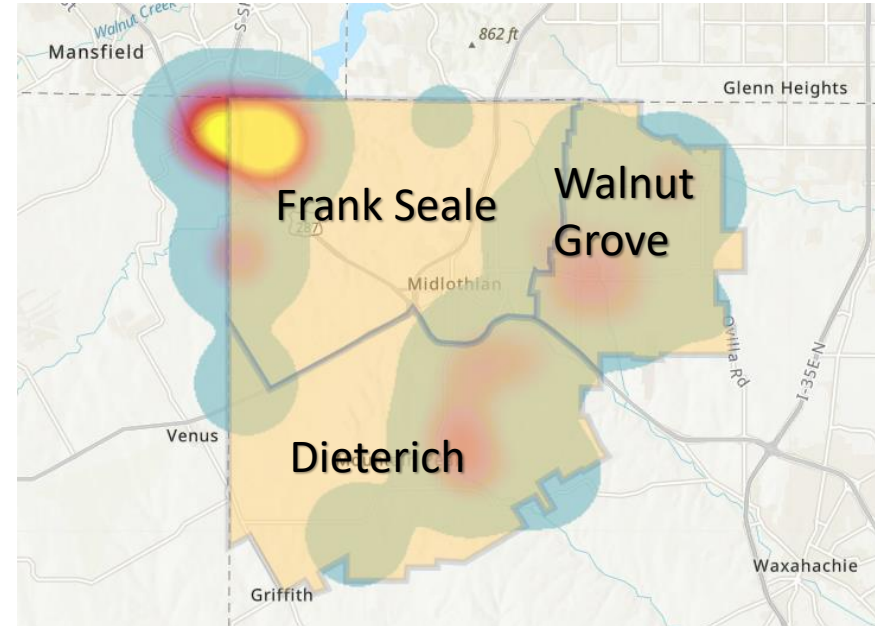 Walnut Creek
Mansfield
862 ft
Glenn Heights
Frank Seale
Walnut
Grove
287
Midlothian
Ovilla Rd
I-35E N
Venus
Dieterich
Waxahachie
Griffith